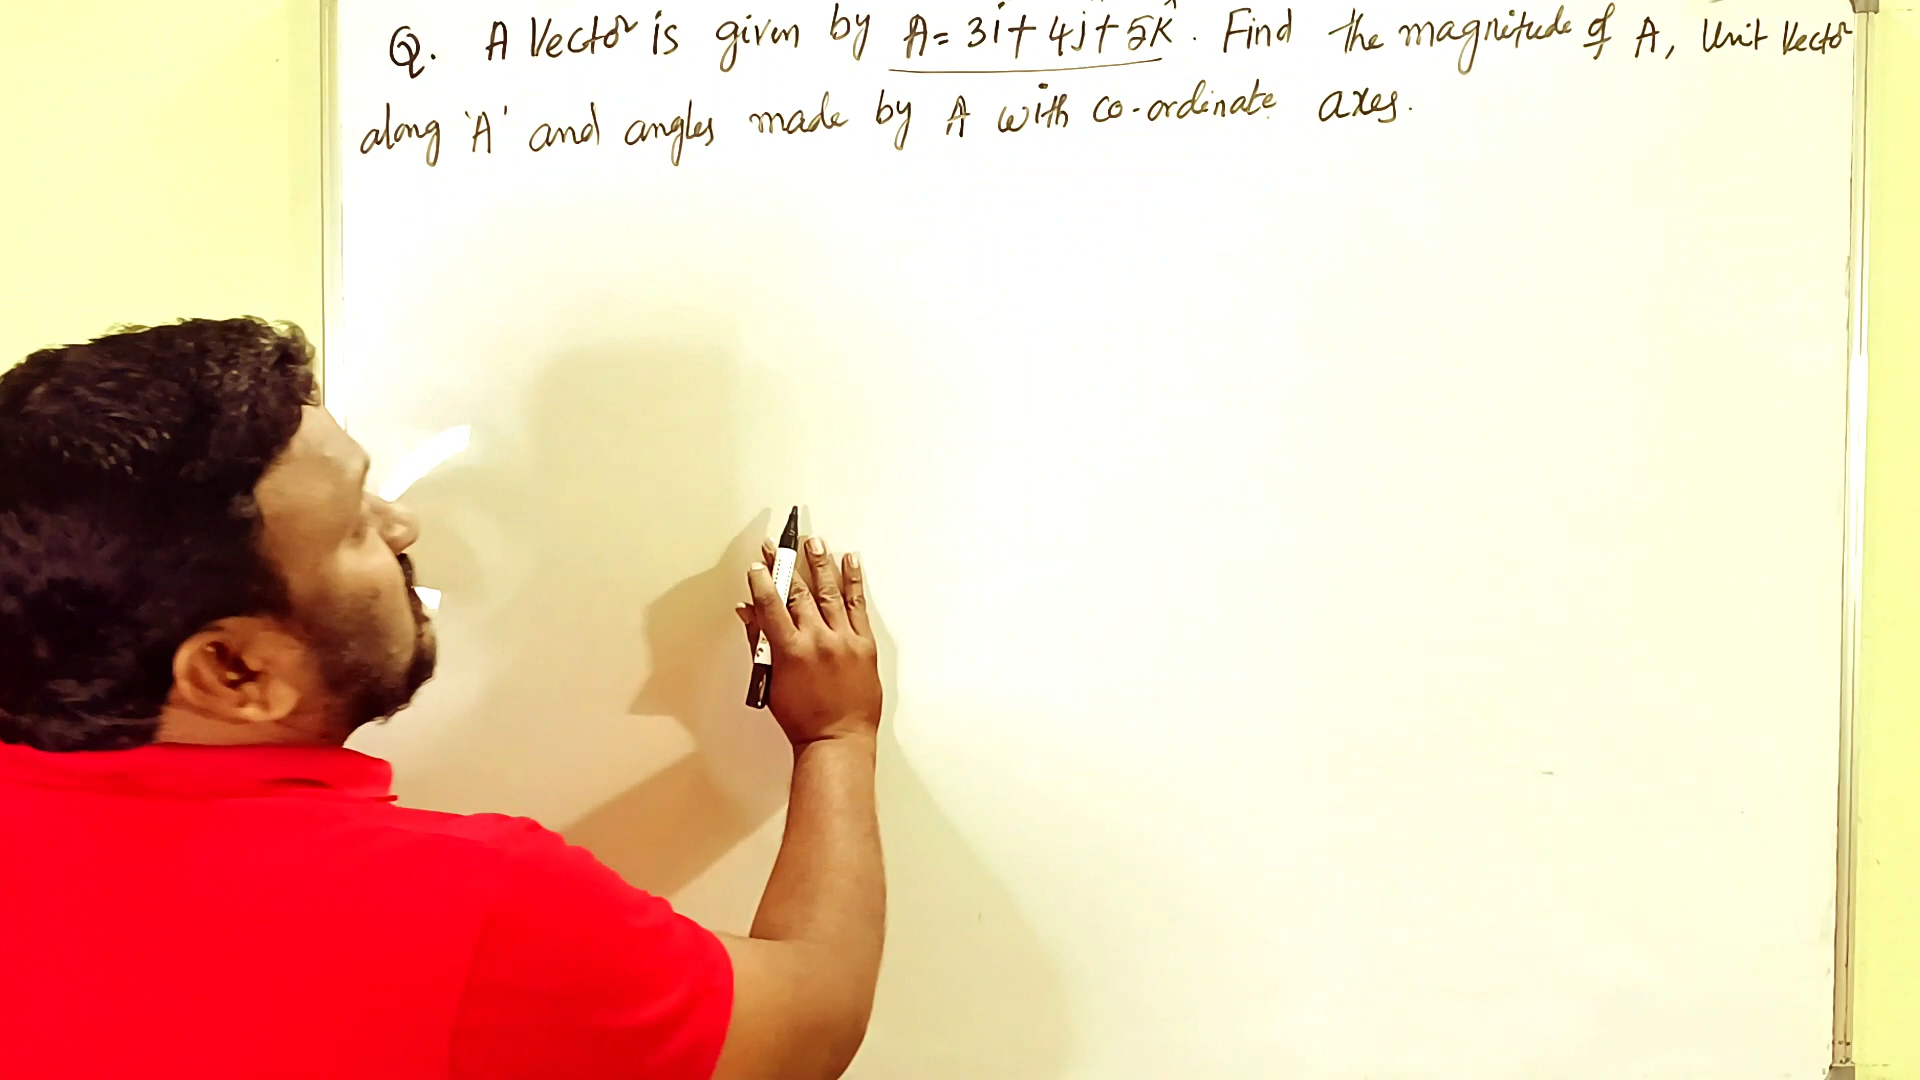 Q. A Vector is given by A = 3i + 4j + 5k̂. Find the magnitude of A, Unit Vector
along 'A' and angles made by A with co-ordinate axes.